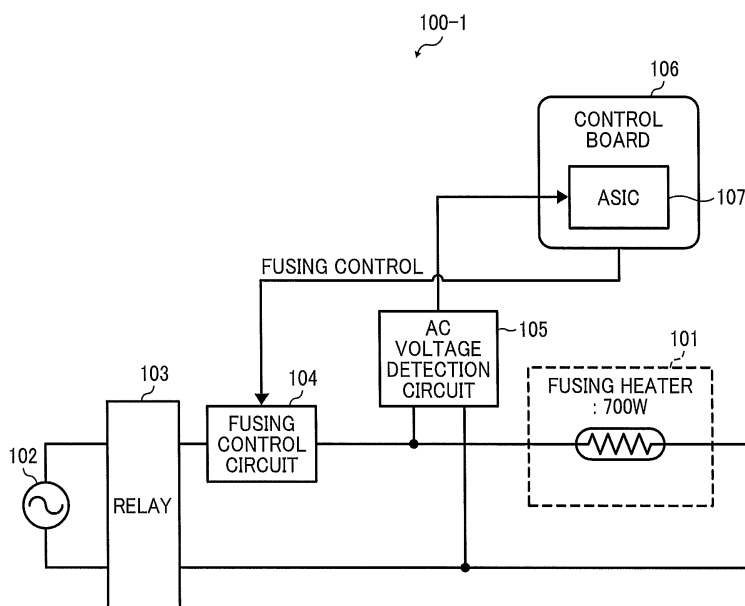 100-1
106
CONTROL
BOARD
ASIC
107
FUSING CONTROL
AC
VOLTAGE
DETECTION
CIRCUIT
105
101
FUSING HEATER
: 700W
103
104
FUSING
CONTROL
CIRCUIT
102
RELAY